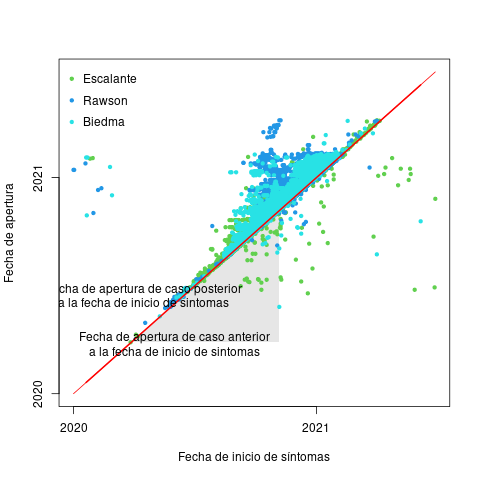 Escalante
Rawson
Biedma
2021
Fecha de apertura
cha de apertura de caso posterior
a la fecha de inicio de síntomas
Fecha de apertura de caso anterior
a la fecha de inicio de sintomas
2020
2020
2021
Fecha de inicio de síntomas